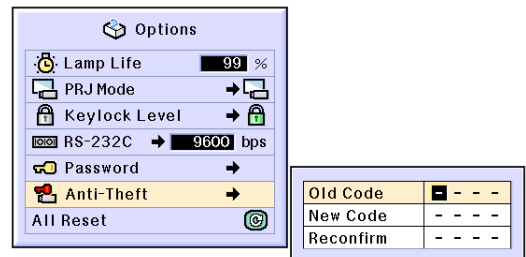 Options
Lamp Life 99 %
PRJ Mode
Keylock Level
RS-232C 9600 bps
Password
Anti-Theft
All Reset
Old Code - - - -
New Code - - - -
Reconfirm - - - -